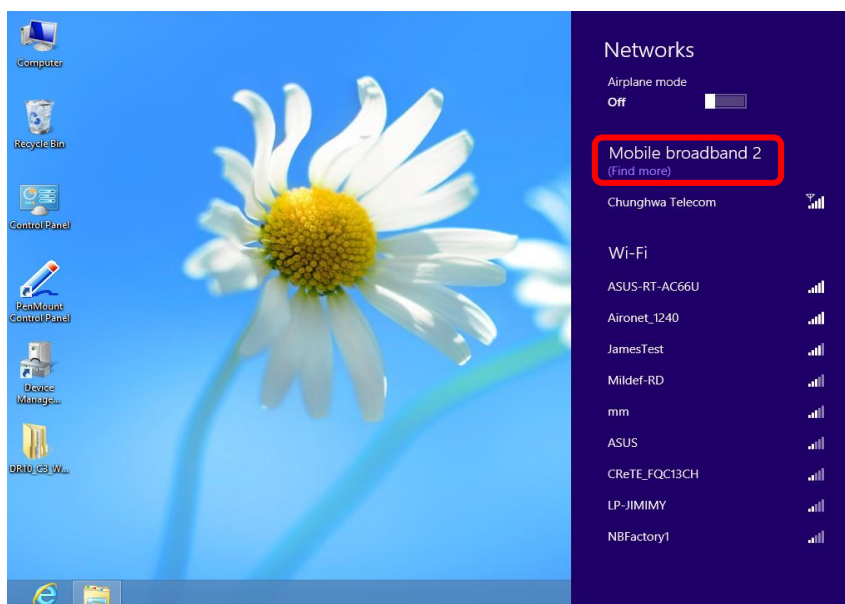 Computer
Recycle Bin
Control Panel
PenMount
Control Panel
Device
Manage...
DR10_C3_W...
Networks
Airplane mode
Off
Mobile broadband 2
(Find more)
Chunghwa Telecom
Wi-Fi
ASUS-RT-AC66U
Aironet_1240
JamesTest
Mildef-RD
mm
ASUS
CReTE_FQC13CH
LP-JIMIMY
NBFactory1